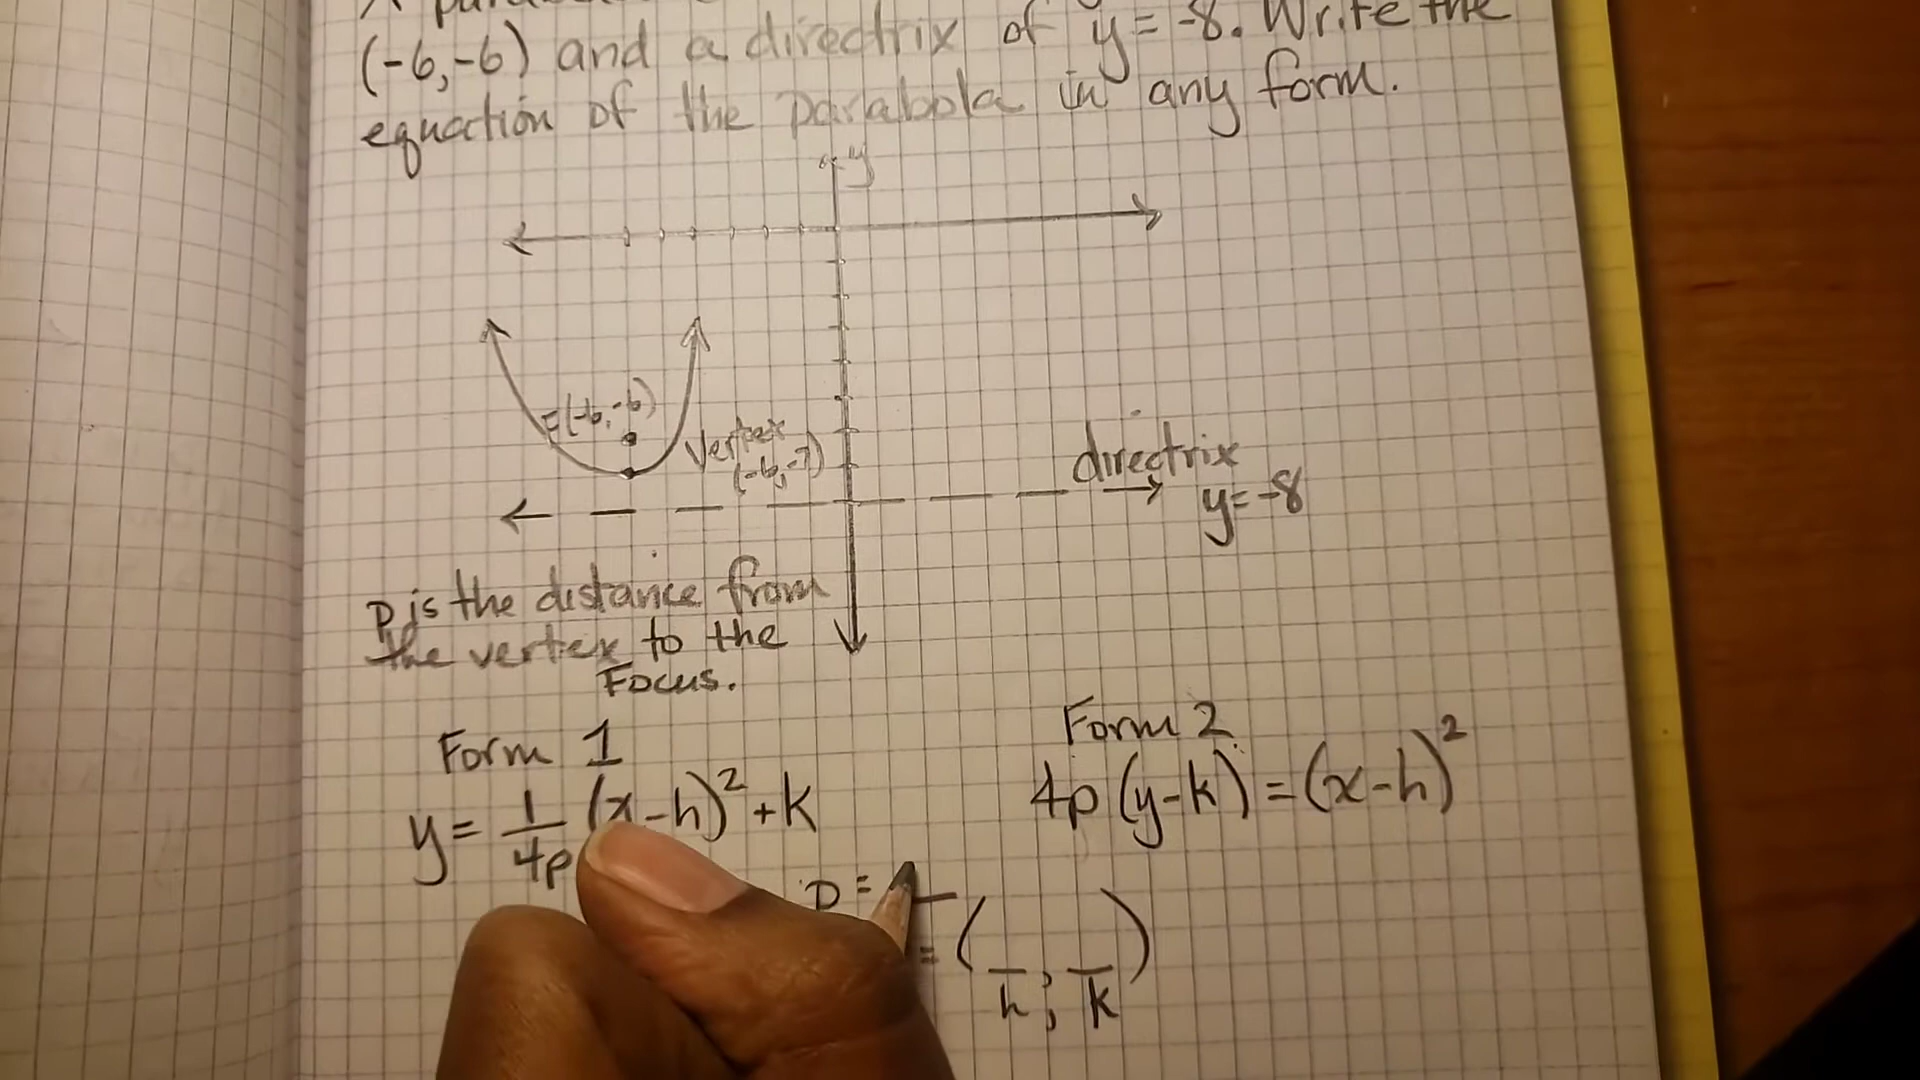 (-6,-6) and a directrix of y = -8. Write the
equation of the parabola in any form.
y
F(-6,-6)
Vertex
(-6,-7)
directrix
y=-8
p is the distance from
the vertex to the
Focus.
Form 1
y = 1/4p (x-h)² + k
Form 2
4p(y-k) = (x-h)²
p =
= ( , )
h , k